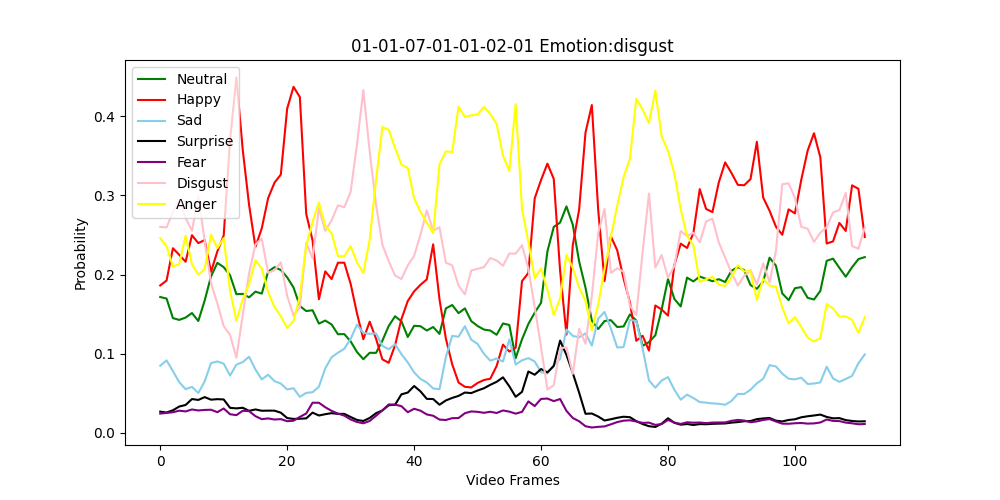 01-01-07-01-01-02-01 Emotion:disgust
Neutral
Happy
Sad
Surprise
Fear
Disgust
Anger
Probability
0.4
0.3
0.2
0.1
0.0
0 20 40 60 80 100
Video Frames